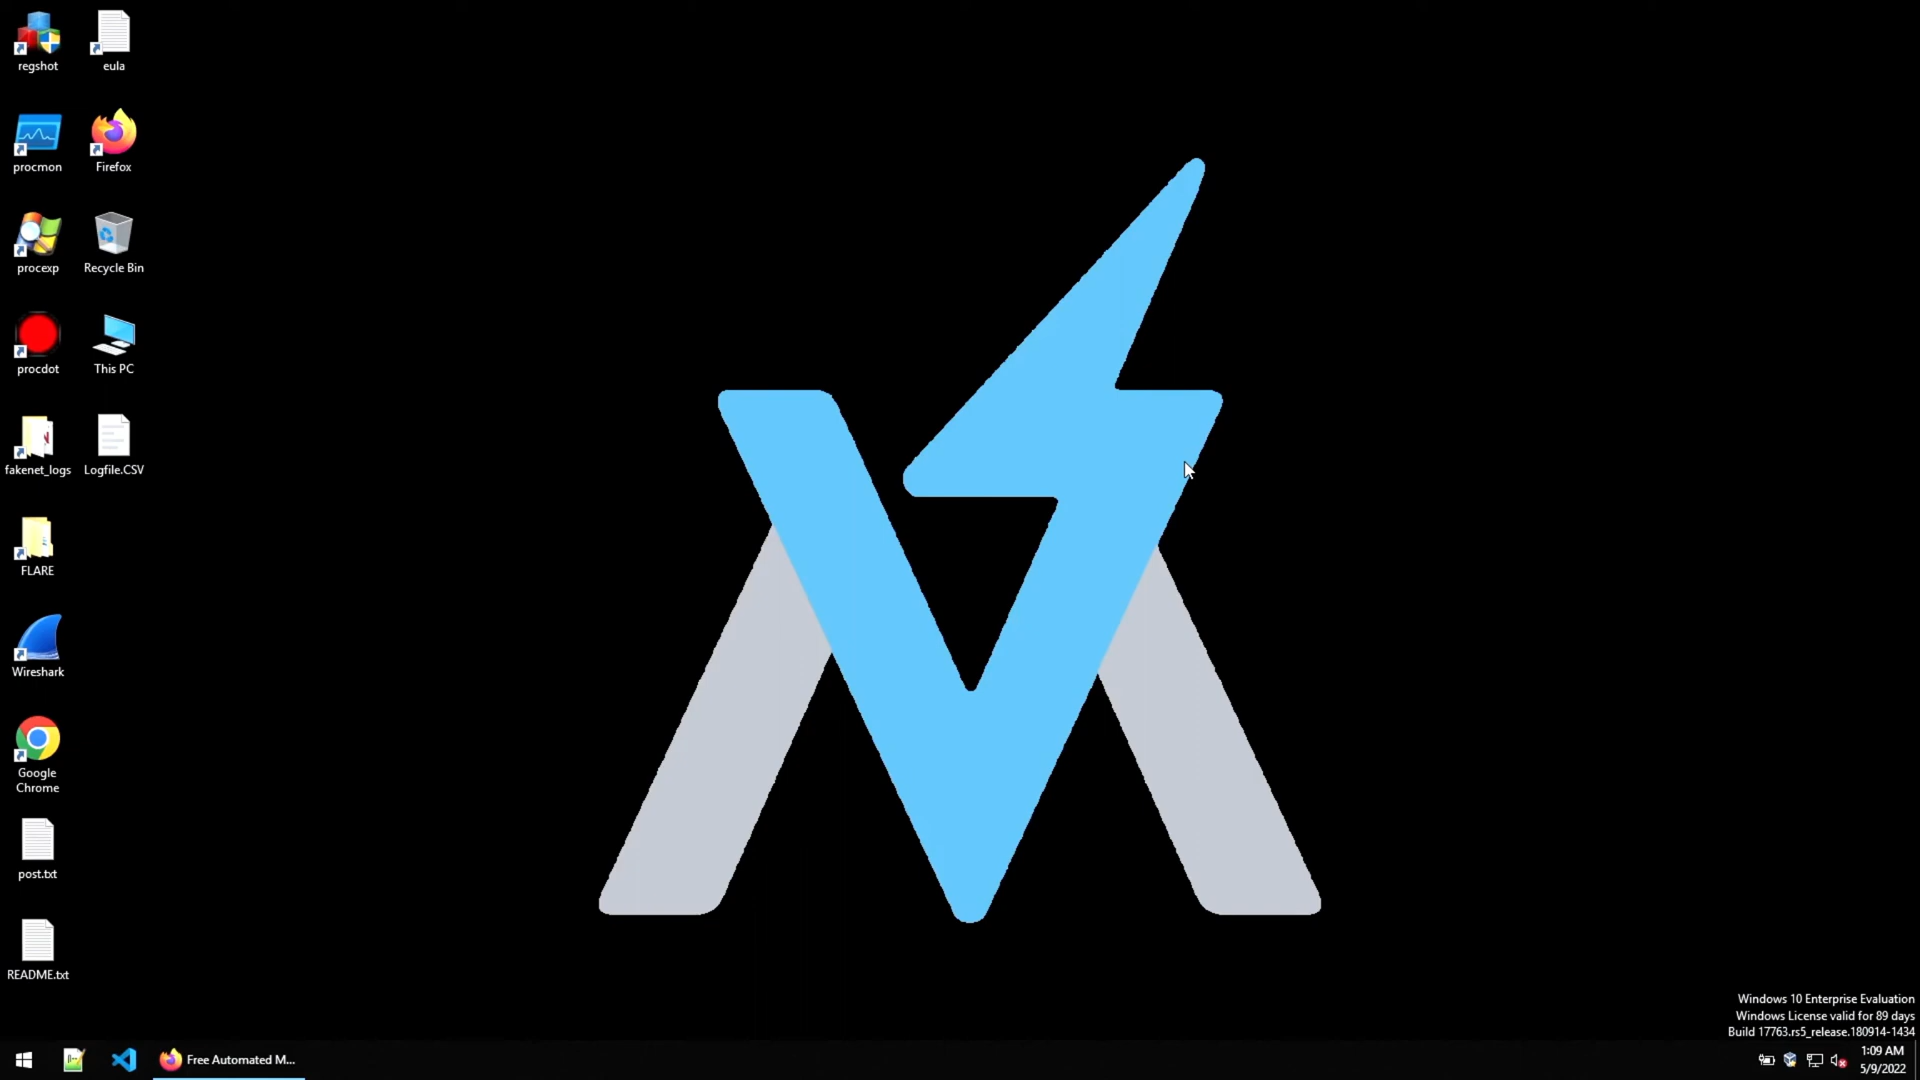 regshot
eula
procmon
Firefox
procexp
Recycle Bin
procdot
This PC
fakenet_logs
Logfile.CSV
FLARE
Wireshark
Google
Chrome
post.txt
README.txt
Windows 10 Enterprise Evaluation
Windows License valid for 89 days
Build 17763.rs5_release.180914-1434
Free Automated M...
1:09 AM
5/9/2022